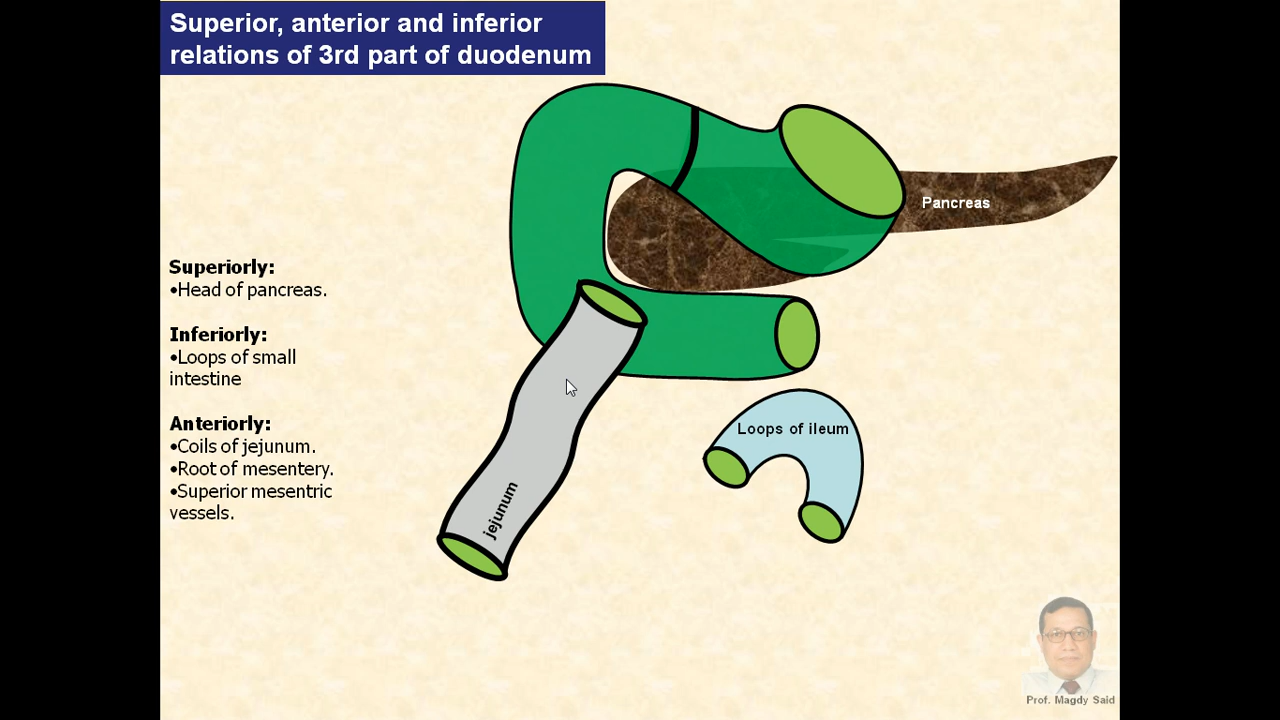 Superior, anterior and inferior
relations of 3rd part of duodenum
Pancreas
Superiorly:
•Head of pancreas.
Inferiorly:
•Loops of small
intestine
Anteriorly:
•Coils of jejunum.
•Root of mesentery.
•Superior mesentric
vessels.
Loops of ileum
jejunum
Prof. Magdy Said